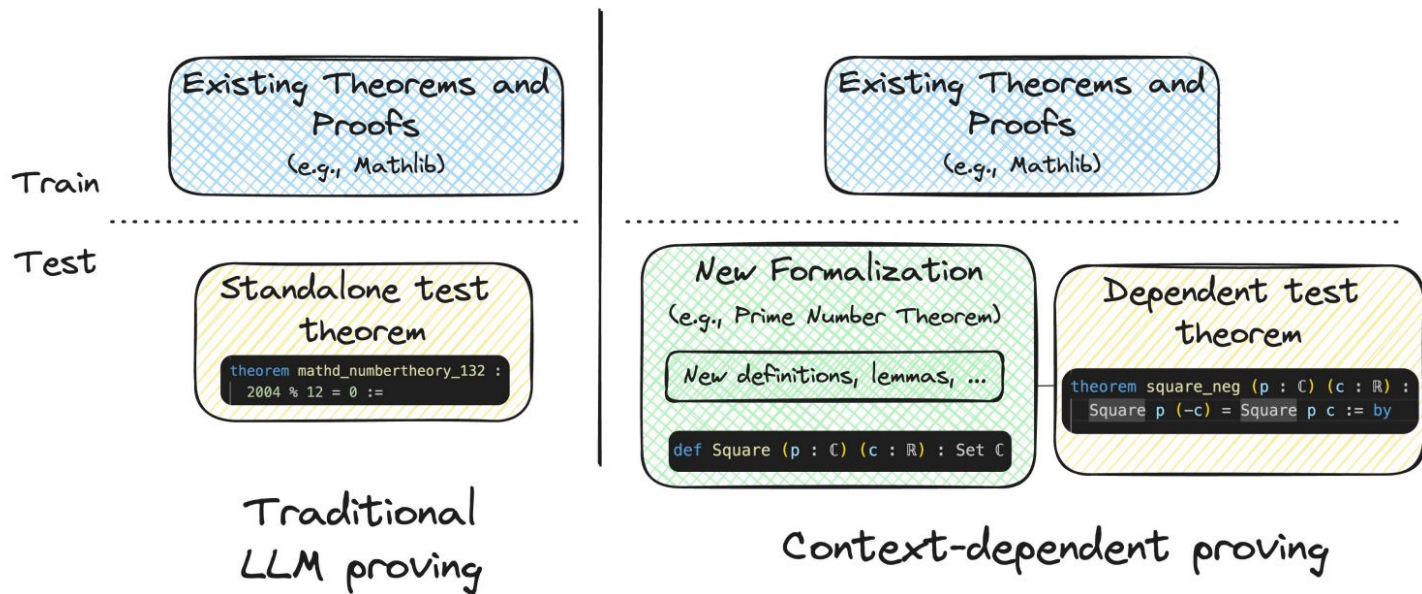 Existing Theorems and
Proofs
(e.g., Mathlib)
Existing Theorems and
Proofs
(e.g., Mathlib)
Train
Test
Standalone test
theorem
theorem mathd_numbertheory_132 :
2004 % 12 = 0 :=
New Formalization
(e.g., Prime Number Theorem)
New definitions, lemmas, ...
def Square (p : ℂ) (c : ℝ) : Set ℂ
Dependent test
theorem
theorem square_neg (p : ℂ) (c : ℝ) :
Square p (-c) = Square p c := by
Traditional
LLM proving
Context-dependent proving